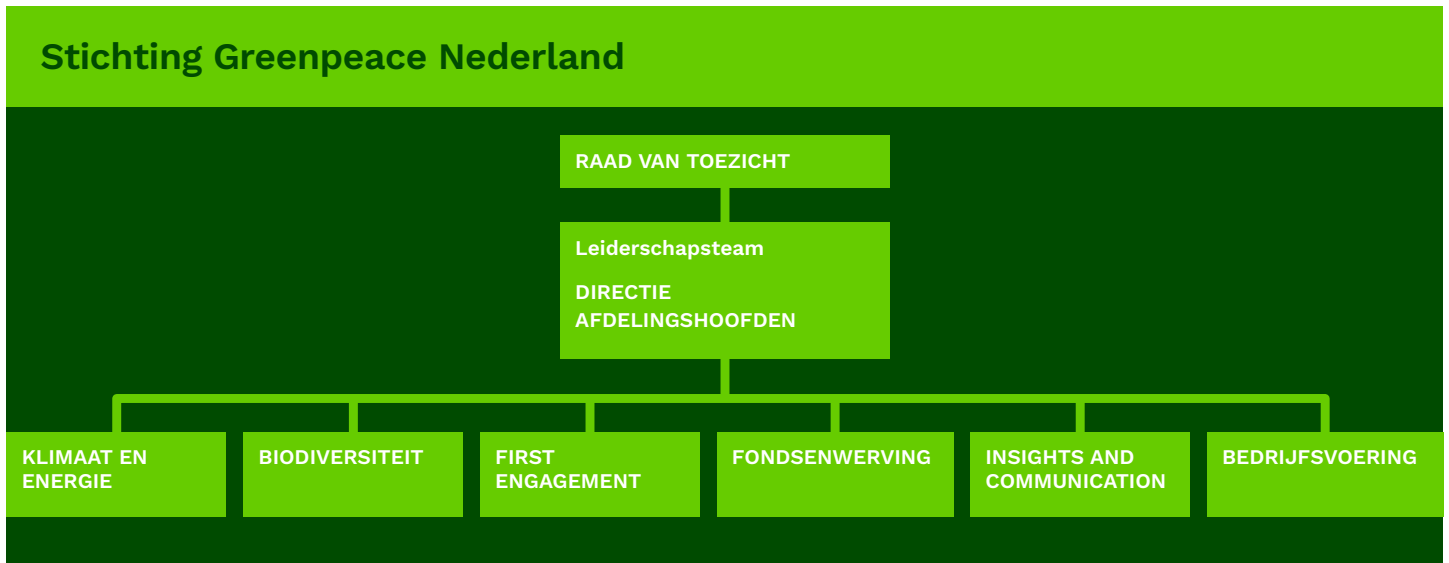 Stichting Greenpeace Nederland
RAAD VAN TOEZICHT
Leiderschapsteam
DIRECTIE
AFDELINGSHOOFDEN
KLIMAAT EN
ENERGIE
BIODIVERSITEIT
FIRST
ENGAGEMENT
FONDSENWERVING
INSIGHTS AND
COMMUNICATION
BEDRIJFSVOERING